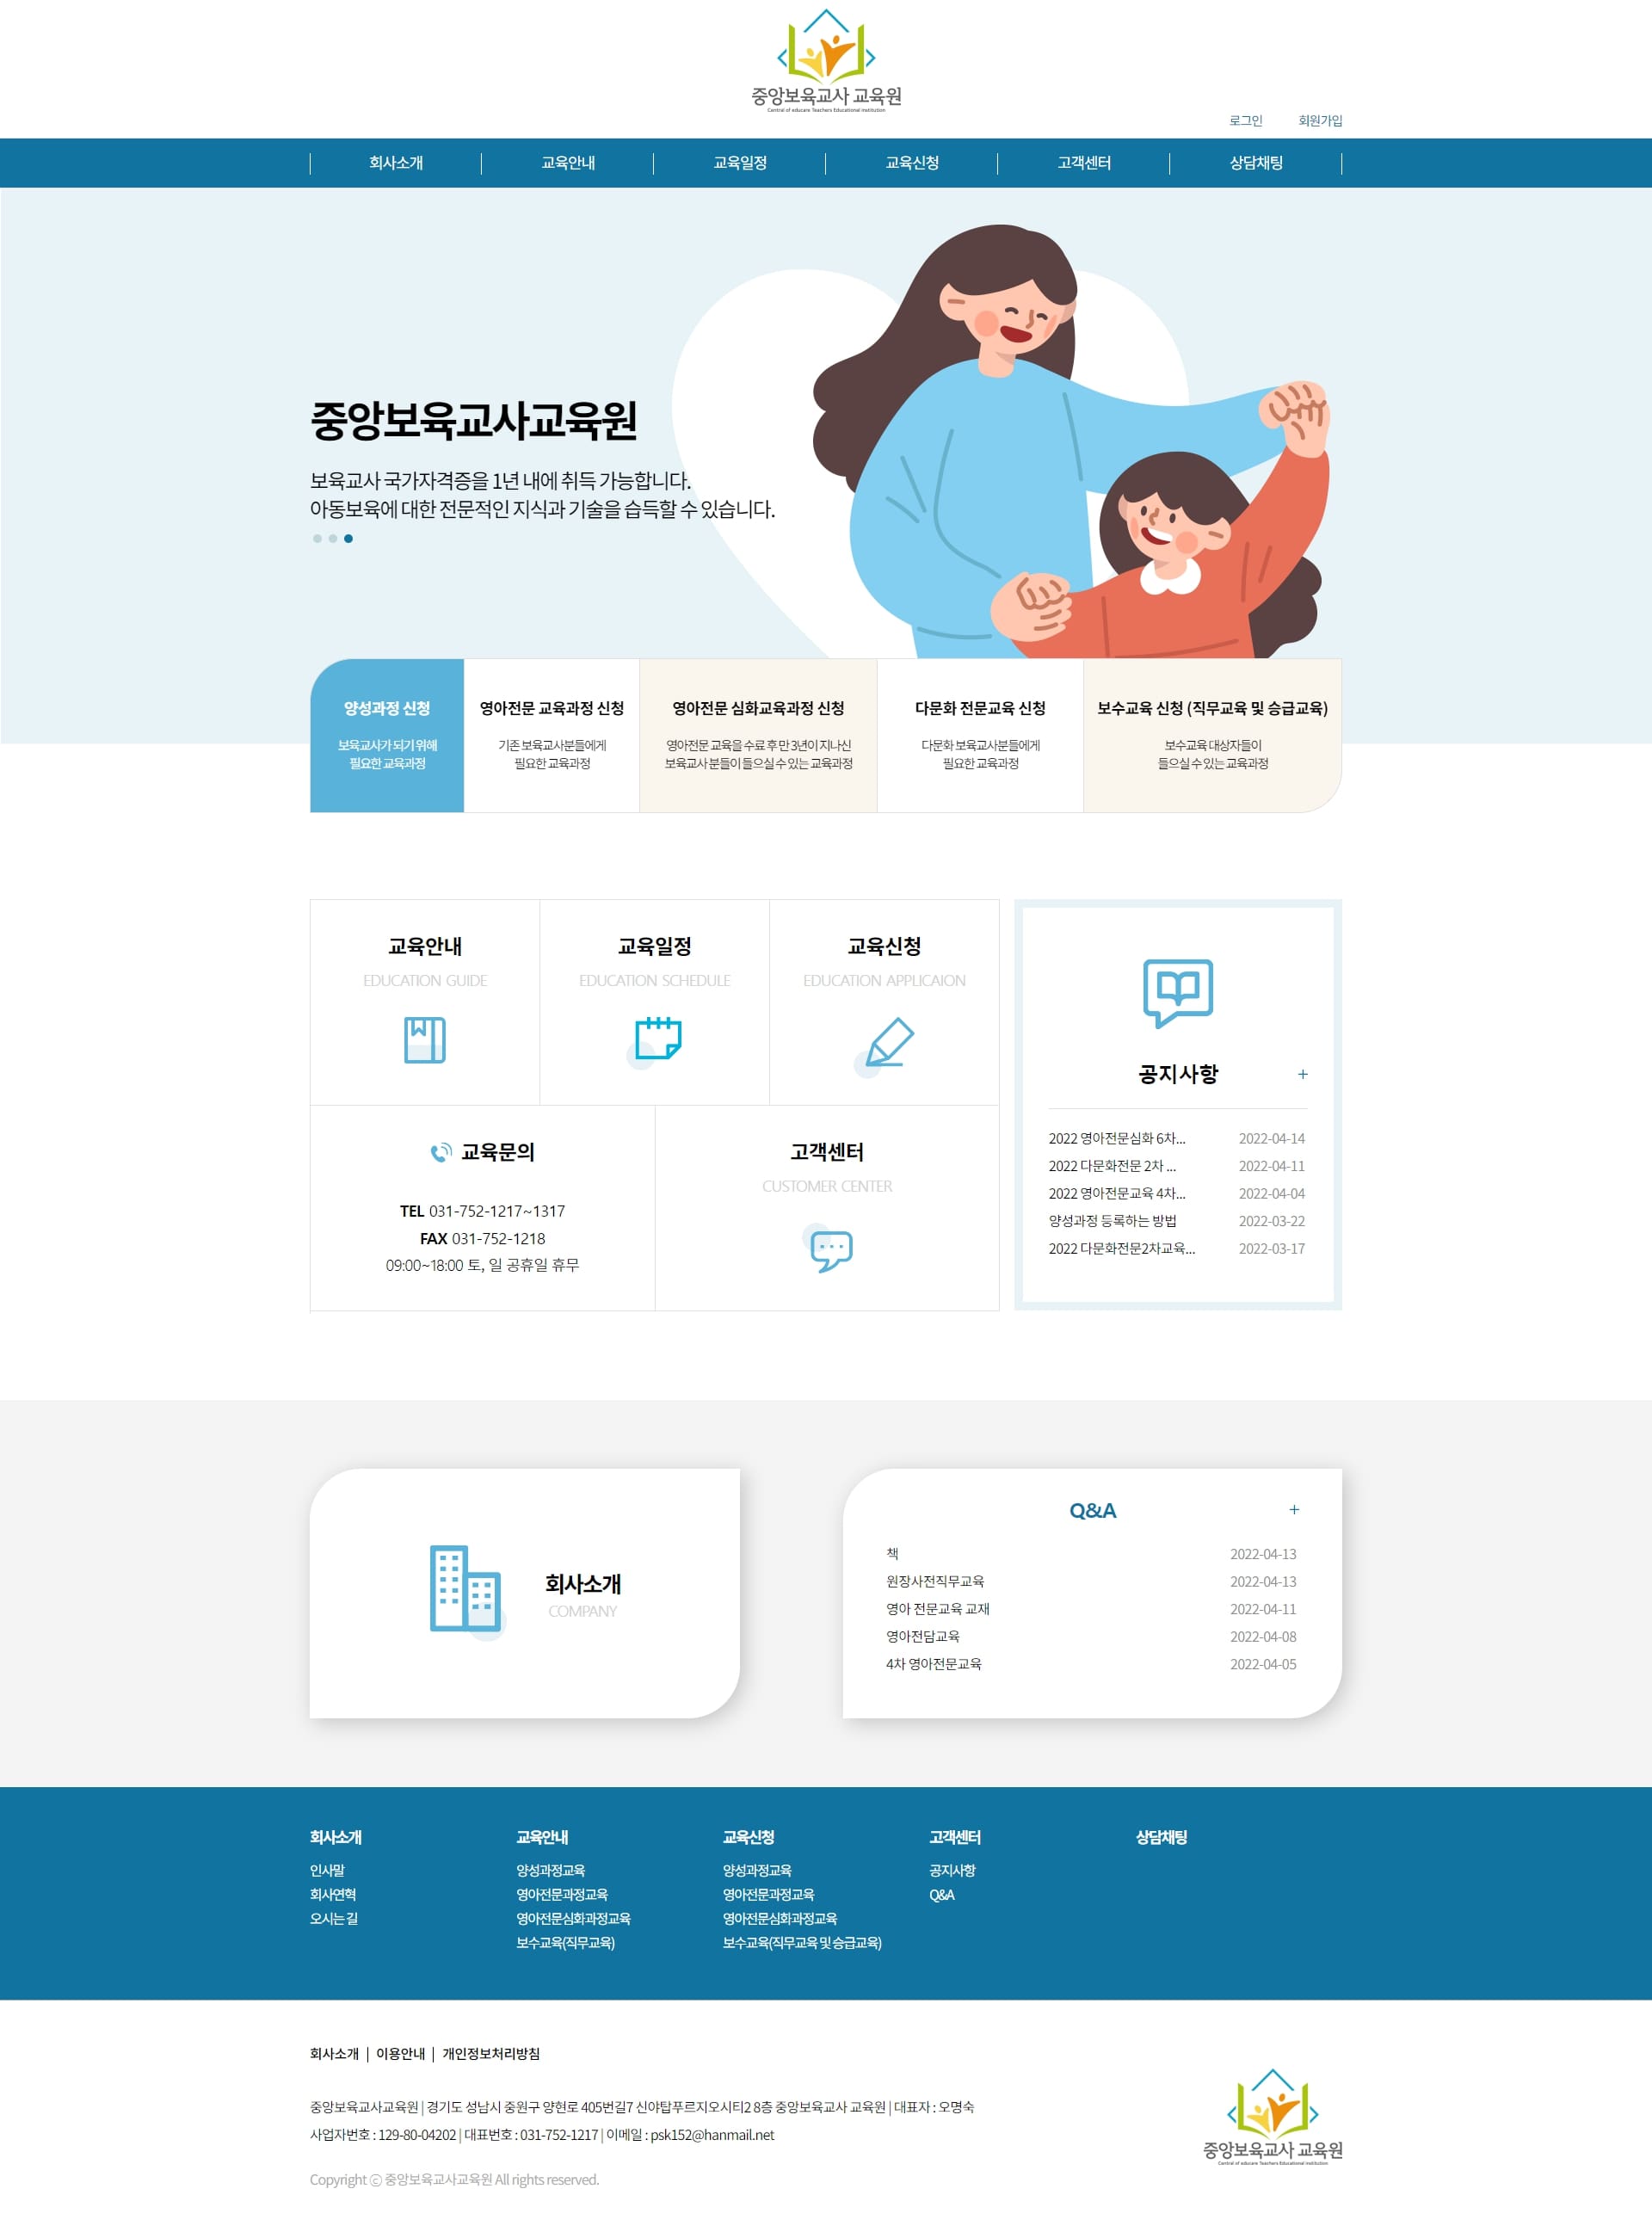 중앙보육교사 교육원
Central of educare Teachers Educational institution
로그인 회원가입
회사소개 교육안내 교육일정 교육신청 고객센터 상담채팅
중앙보육교사교육원
보육교사 국가자격증을 1년 내에 취득 가능합니다.
아동보육에 대한 전문적인 지식과 기술을 습득할 수 있습니다.
양성과정 신청
보육교사가 되기 위해
필요한 교육과정
영아전문 교육과정 신청
기존 보육교사분들에게
필요한 교육과정
영아전문 심화교육과정 신청
영아전문 교육을 수료 후 만 3년이 지나신
보육교사 분들이 들으실 수 있는 교육과정
다문화 전문교육 신청
다문화 보육교사분들에게
필요한 교육과정
보수교육 신청 (직무교육 및 승급교육)
보수교육 대상자들이
들으실 수 있는 교육과정
교육안내
EDUCATION GUIDE
교육일정
EDUCATION SCHEDULE
교육신청
EDUCATION APPLICAION
교육문의
TEL 031-752-1217~1317
FAX 031-752-1218
09:00~18:00 토, 일 공휴일 휴무
고객센터
CUSTOMER CENTER
공지사항 +
2022 영아전문심화 6차... 2022-04-14
2022 다문화전문 2차 ... 2022-04-11
2022 영아전문교육 4차... 2022-04-04
양성과정 등록하는 방법 2022-03-22
2022 다문화전문2차교육... 2022-03-17
회사소개
COMPANY
Q&A +
책 2022-04-13
원장사전직무교육 2022-04-13
영아 전문교육 교재 2022-04-11
영아전담교육 2022-04-08
4차 영아전문교육 2022-04-05
회사소개
인사말
회사연혁
오시는 길
교육안내
양성과정교육
영아전문과정교육
영아전문심화과정교육
보수교육(직무교육)
교육신청
양성과정교육
영아전문과정교육
영아전문심화과정교육
보수교육(직무교육 및 승급교육)
고객센터
공지사항
Q&A
상담채팅
회사소개 | 이용안내 | 개인정보처리방침
중앙보육교사교육원 | 경기도 성남시 중원구 양현로 405번길7 신야탑푸르지오시티2 8층 중앙보육교사 교육원 | 대표자 : 오명숙
사업자번호 : 129-80-04202 | 대표번호 : 031-752-1217 | 이메일 : psk152@hanmail.net
Copyright ⓒ 중앙보육교사교육원 All rights reserved.
중앙보육교사 교육원
Central of educare Teachers Educational institution